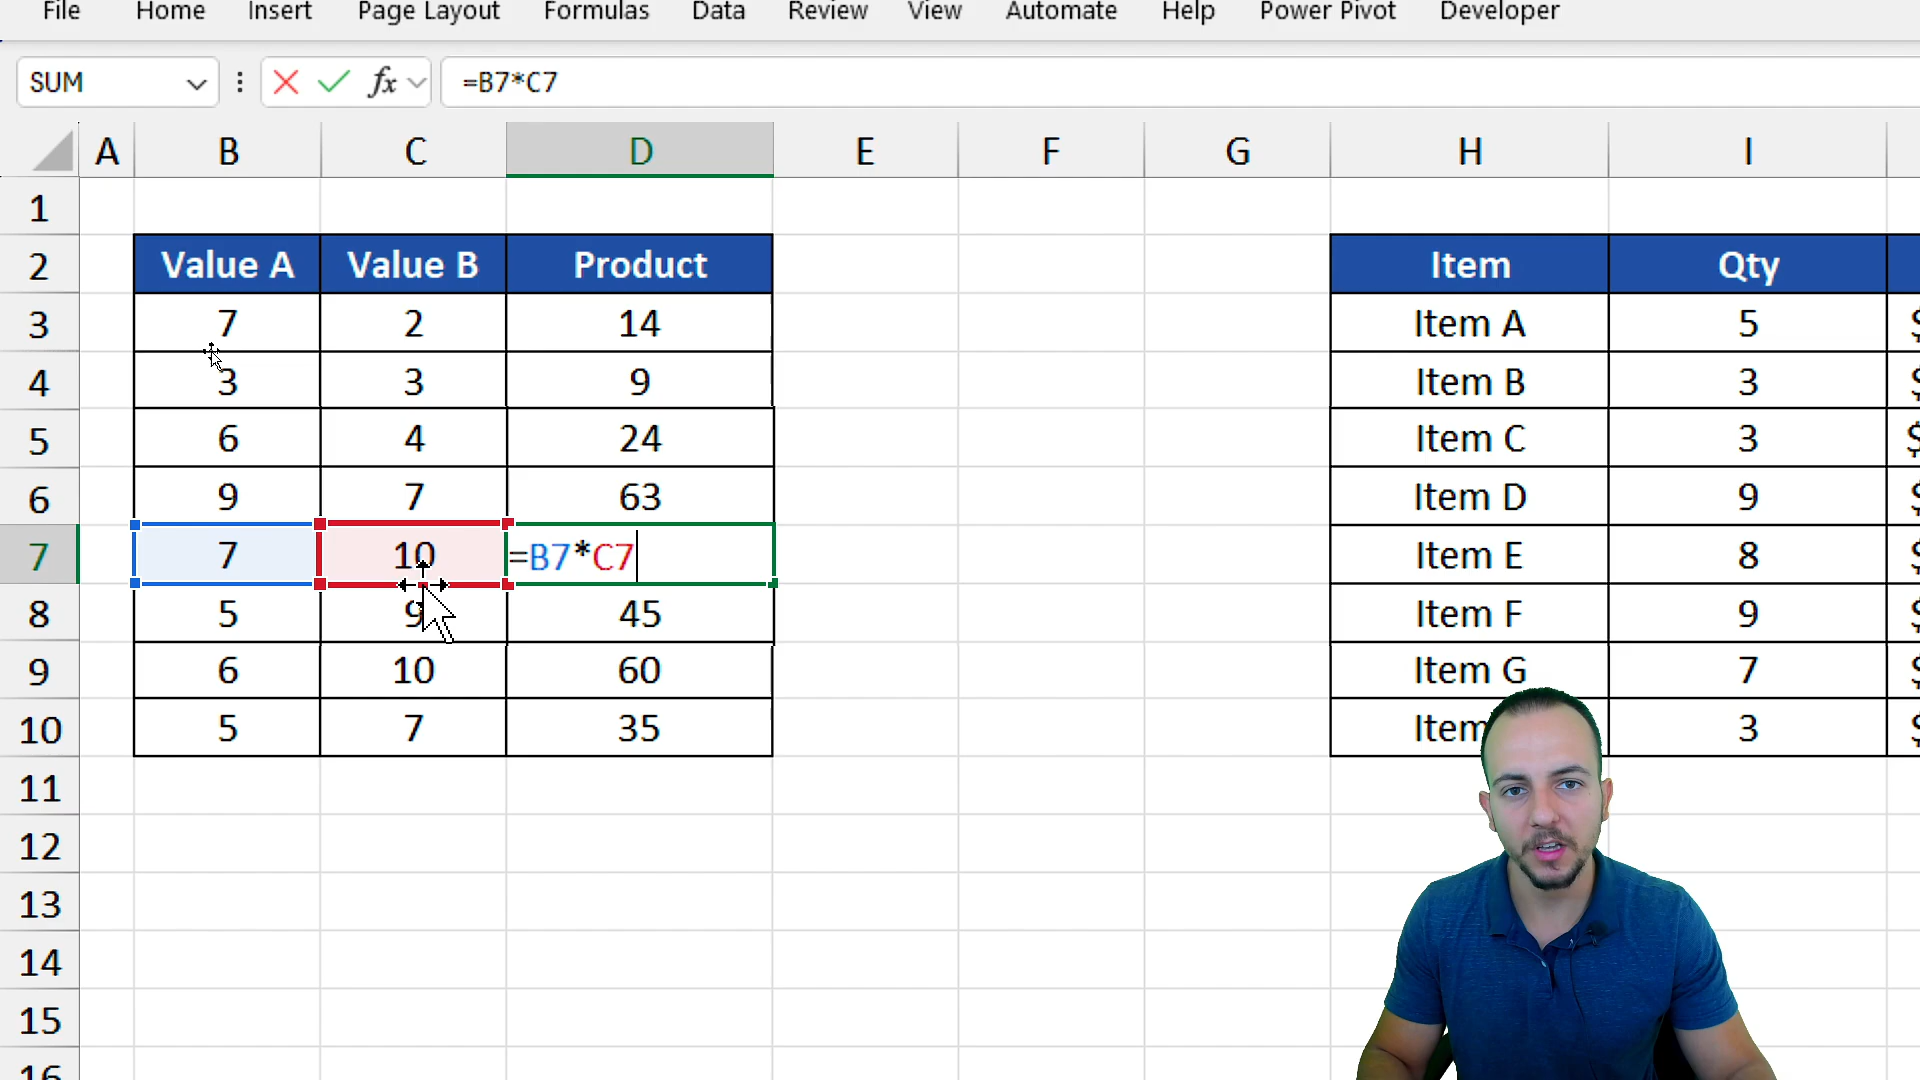 File Home Insert Page Layout Formulas Data Review View Automate Help Power Pivot Developer
SUM fx =B7*C7
A B C D E F G H I
1
2 Value A Value B Product Item Qty
3 7 2 14 Item A 5 $
4 3 3 9 Item B 3 $
5 6 4 24 Item C 3 $
6 9 7 63 Item D 9 $
7 7 10 =B7*C7 Item E 8 $
8 5 9 45 Item F 9 $
9 6 10 60 Item G 7 $
10 5 7 35 Item 3 $
11
12
13
14
15
16